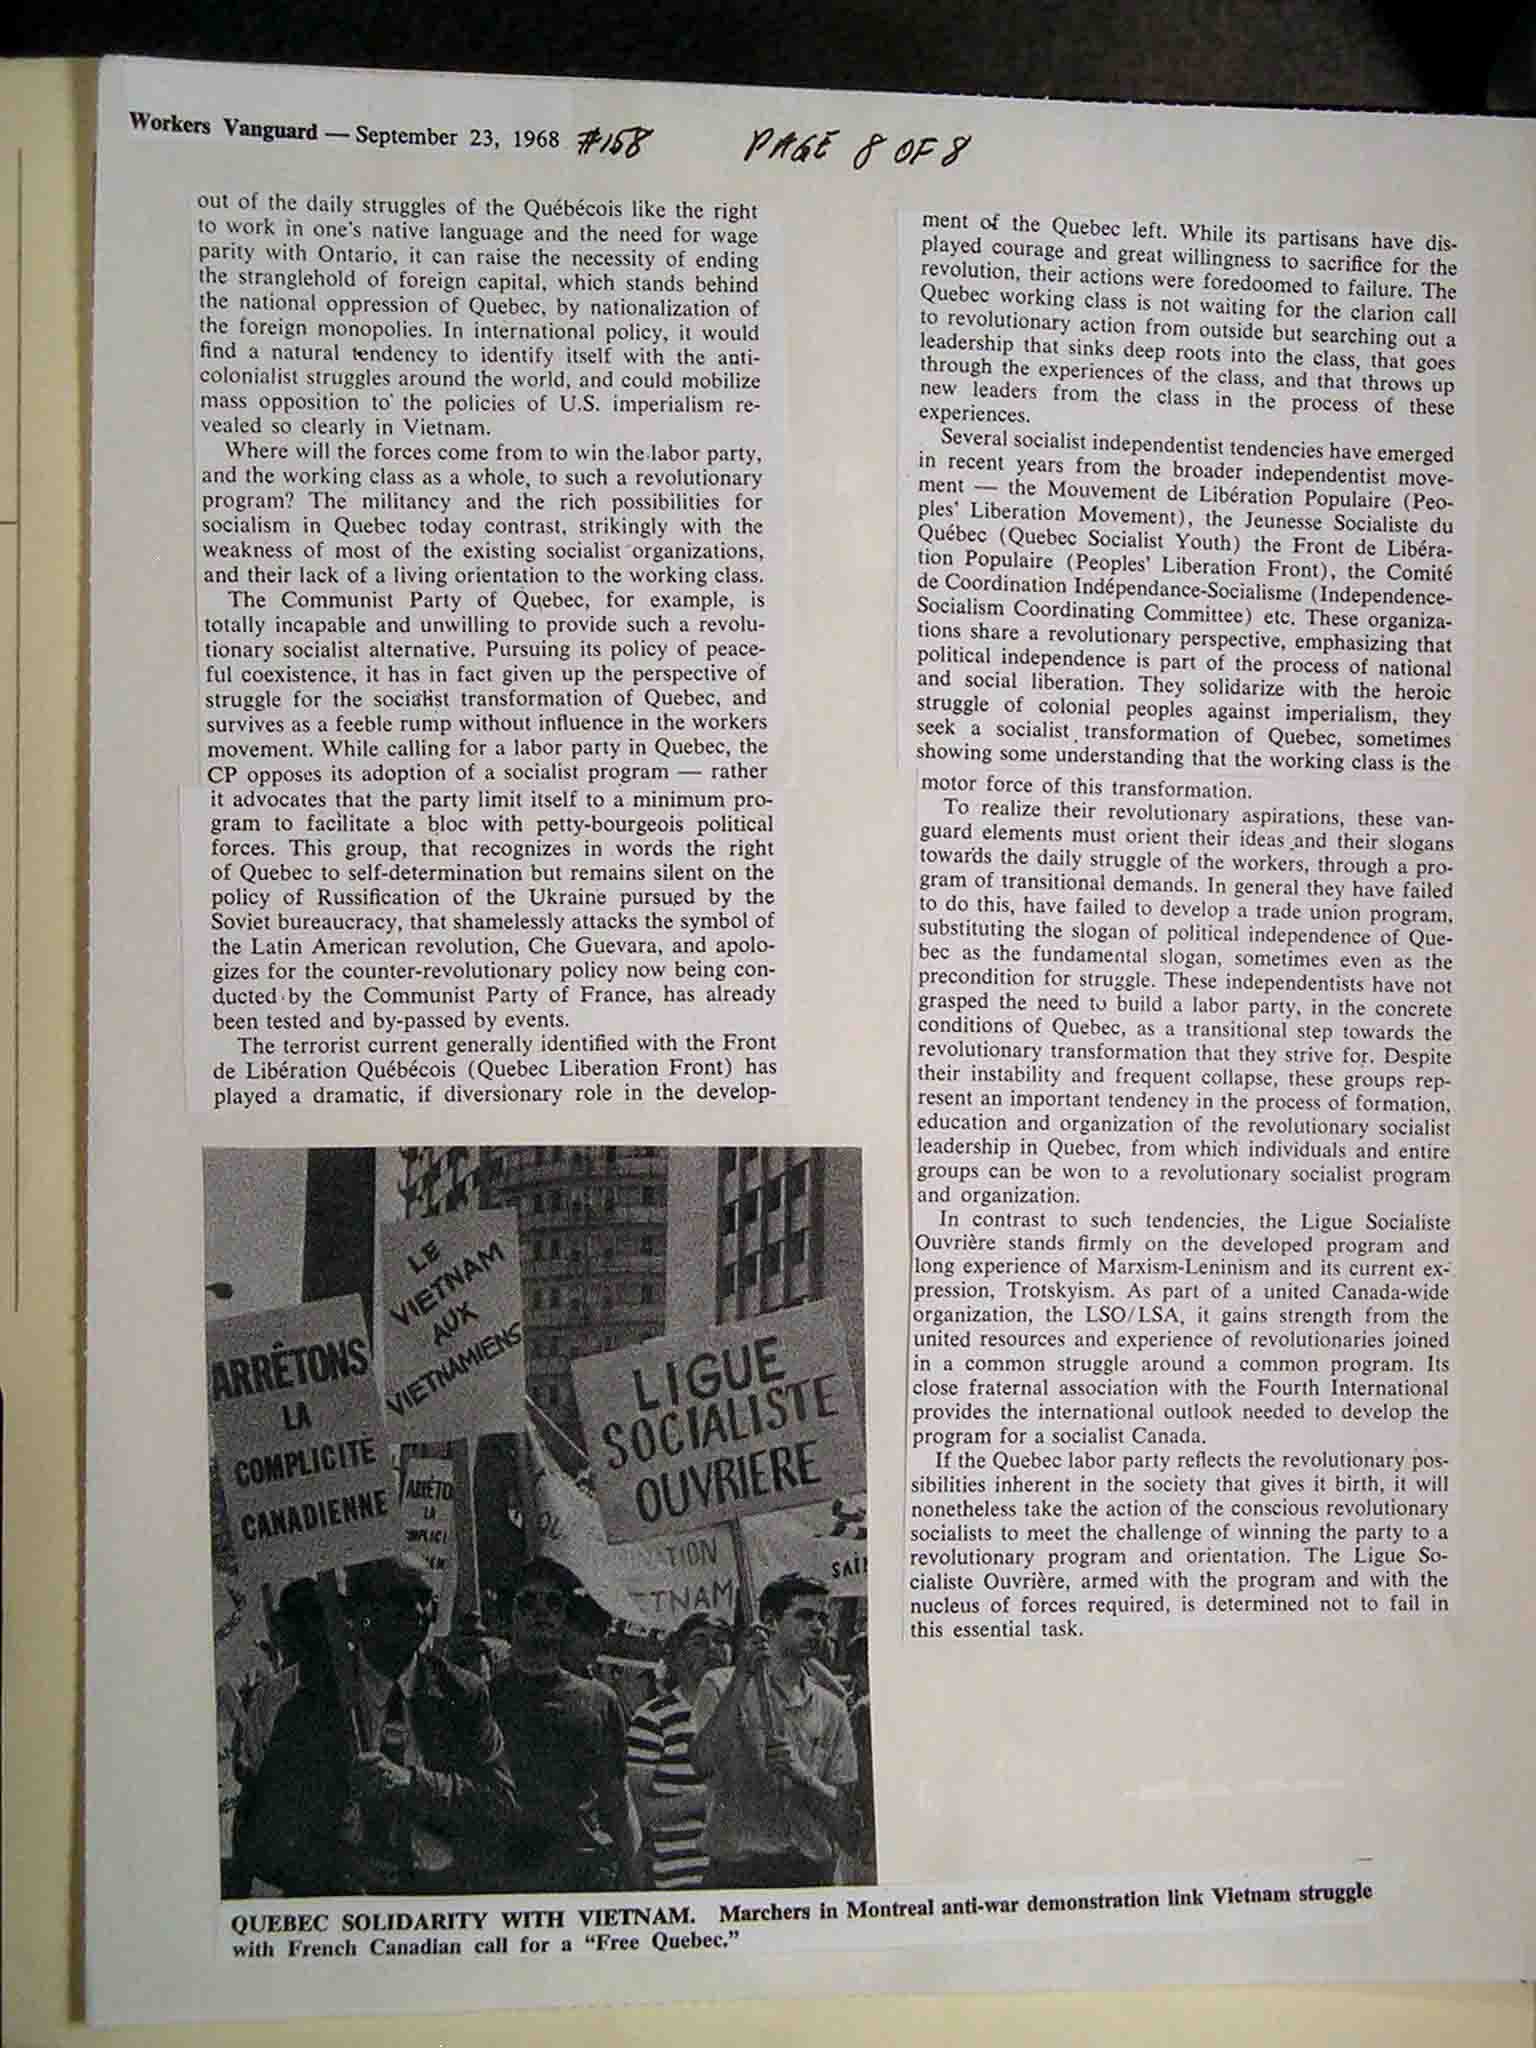 Workers Vanguard — September 23, 1968 #158 PAGE 8 OF 8
out of the daily struggles of the Québécois like the right
to work in one's native language and the need for wage
parity with Ontario, it can raise the necessity of ending
the stranglehold of foreign capital, which stands behind
the national oppression of Quebec, by nationalization of
the foreign monopolies. In international policy, it would
find a natural tendency to identify itself with the anti-
colonialist struggles around the world, and could mobilize
mass opposition to the policies of U.S. imperialism re-
vealed so clearly in Vietnam.
Where will the forces come from to win the labor party,
and the working class as a whole, to such a revolutionary
program? The militancy and the rich possibilities for
socialism in Quebec today contrast, strikingly with the
weakness of most of the existing socialist organizations,
and their lack of a living orientation to the working class.
The Communist Party of Quebec, for example, is
totally incapable and unwilling to provide such a revolu-
tionary socialist alternative. Pursuing its policy of peace-
ful coexistence, it has in fact given up the perspective of
struggle for the socialist transformation of Quebec, and
survives as a feeble rump without influence in the workers
movement. While calling for a labor party in Quebec, the
CP opposes its adoption of a socialist program — rather
it advocates that the party limit itself to a minimum pro-
gram to facilitate a bloc with petty-bourgeois political
forces. This group, that recognizes in words the right
of Quebec to self-determination but remains silent on the
policy of Russification of the Ukraine pursued by the
Soviet bureaucracy, that shamelessly attacks the symbol of
the Latin American revolution, Che Guevara, and apolo-
gizes for the counter-revolutionary policy now being con-
ducted by the Communist Party of France, has already
been tested and by-passed by events.
The terrorist current generally identified with the Front
de Libération Québécois (Quebec Liberation Front) has
played a dramatic, if diversionary role in the develop-
ment of the Quebec left. While its partisans have dis-
played courage and great willingness to sacrifice for the
revolution, their actions were foredoomed to failure. The
Quebec working class is not waiting for the clarion call
to revolutionary action from outside but searching out a
leadership that sinks deep roots into the class, that goes
through the experiences of the class, and that throws up
new leaders from the class in the process of these
experiences.
Several socialist independentist tendencies have emerged
in recent years from the broader independentist move-
ment — the Mouvement de Libération Populaire (Peo-
ples' Liberation Movement), the Jeunesse Socialiste du
Québec (Quebec Socialist Youth) the Front de Libéra-
tion Populaire (Peoples' Liberation Front), the Comité
de Coordination Indépendance-Socialisme (Independence-
Socialism Coordinating Committee) etc. These organiza-
tions share a revolutionary perspective, emphasizing that
political independence is part of the process of national
and social liberation. They solidarize with the heroic
struggle of colonial peoples against imperialism, they
seek a socialist transformation of Quebec, sometimes
showing some understanding that the working class is the
motor force of this transformation.
To realize their revolutionary aspirations, these van-
guard elements must orient their ideas and their slogans
towards the daily struggle of the workers, through a pro-
gram of transitional demands. In general they have failed
to do this, have failed to develop a trade union program,
substituting the slogan of political independence of Que-
bec as the fundamental slogan, sometimes even as the
precondition for struggle. These independentists have not
grasped the need to build a labor party, in the concrete
conditions of Quebec, as a transitional step towards the
revolutionary transformation that they strive for. Despite
their instability and frequent collapse, these groups rep-
resent an important tendency in the process of formation,
education and organization of the revolutionary socialist
leadership in Quebec, from which individuals and entire
groups can be won to a revolutionary socialist program
and organization.
In contrast to such tendencies, the Ligue Socialiste
Ouvrière stands firmly on the developed program and
long experience of Marxism-Leninism and its current ex-
pression, Trotskyism. As part of a united Canada-wide
organization, the LSO/LSA, it gains strength from the
united resources and experience of revolutionaries joined
in a common struggle around a common program. Its
close fraternal association with the Fourth International
provides the international outlook needed to develop the
program for a socialist Canada.
If the Quebec labor party reflects the revolutionary pos-
sibilities inherent in the society that gives it birth, it will
nonetheless take the action of the conscious revolutionary
socialists to meet the challenge of winning the party to a
revolutionary program and orientation. The Ligue So-
cialiste Ouvrière, armed with the program and with the
nucleus of forces required, is determined not to fail in
this essential task.
ARRÊTONS
LA
COMPLICITÉ
CANADIENNE
LE
VIETNAM
AUX
VIETNAMIENS
LIGUE
SOCIALISTE
OUVRIERE
ARRÊTO
LA
QUEBEC SOLIDARITY WITH VIETNAM. Marchers in Montreal anti-war demonstration link Vietnam struggle
with French Canadian call for a "Free Quebec."